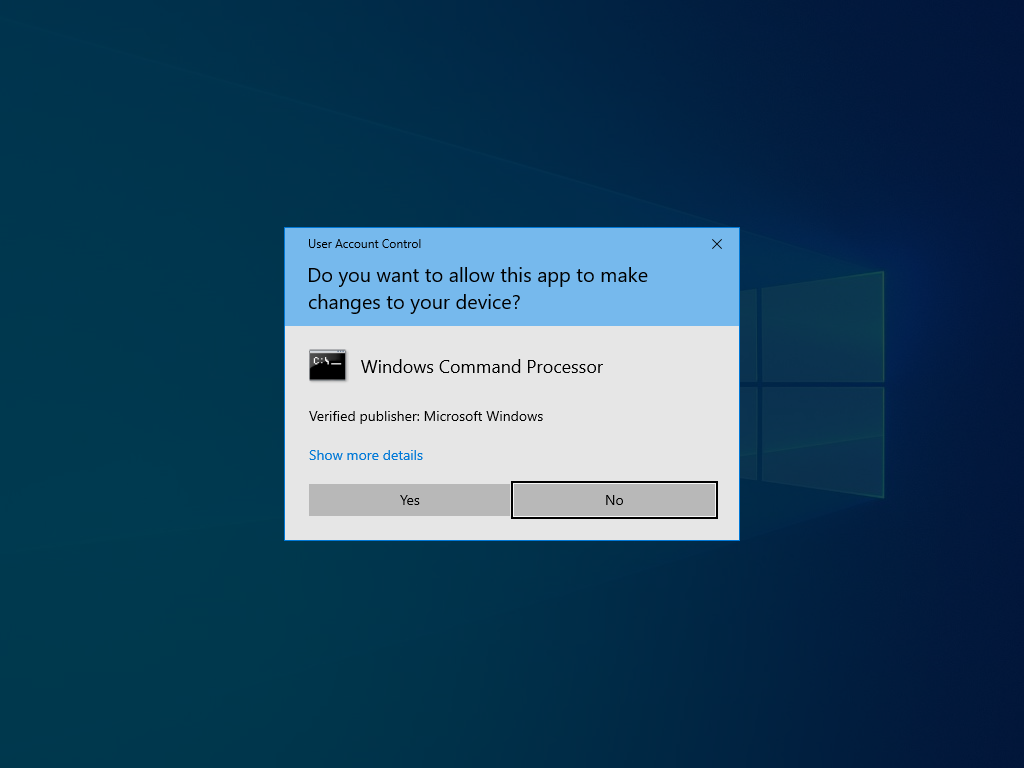 User Account Control
Do you want to allow this app to make
changes to your device?
C:\
Windows Command Processor
Verified publisher: Microsoft Windows
Show more details
Yes
No